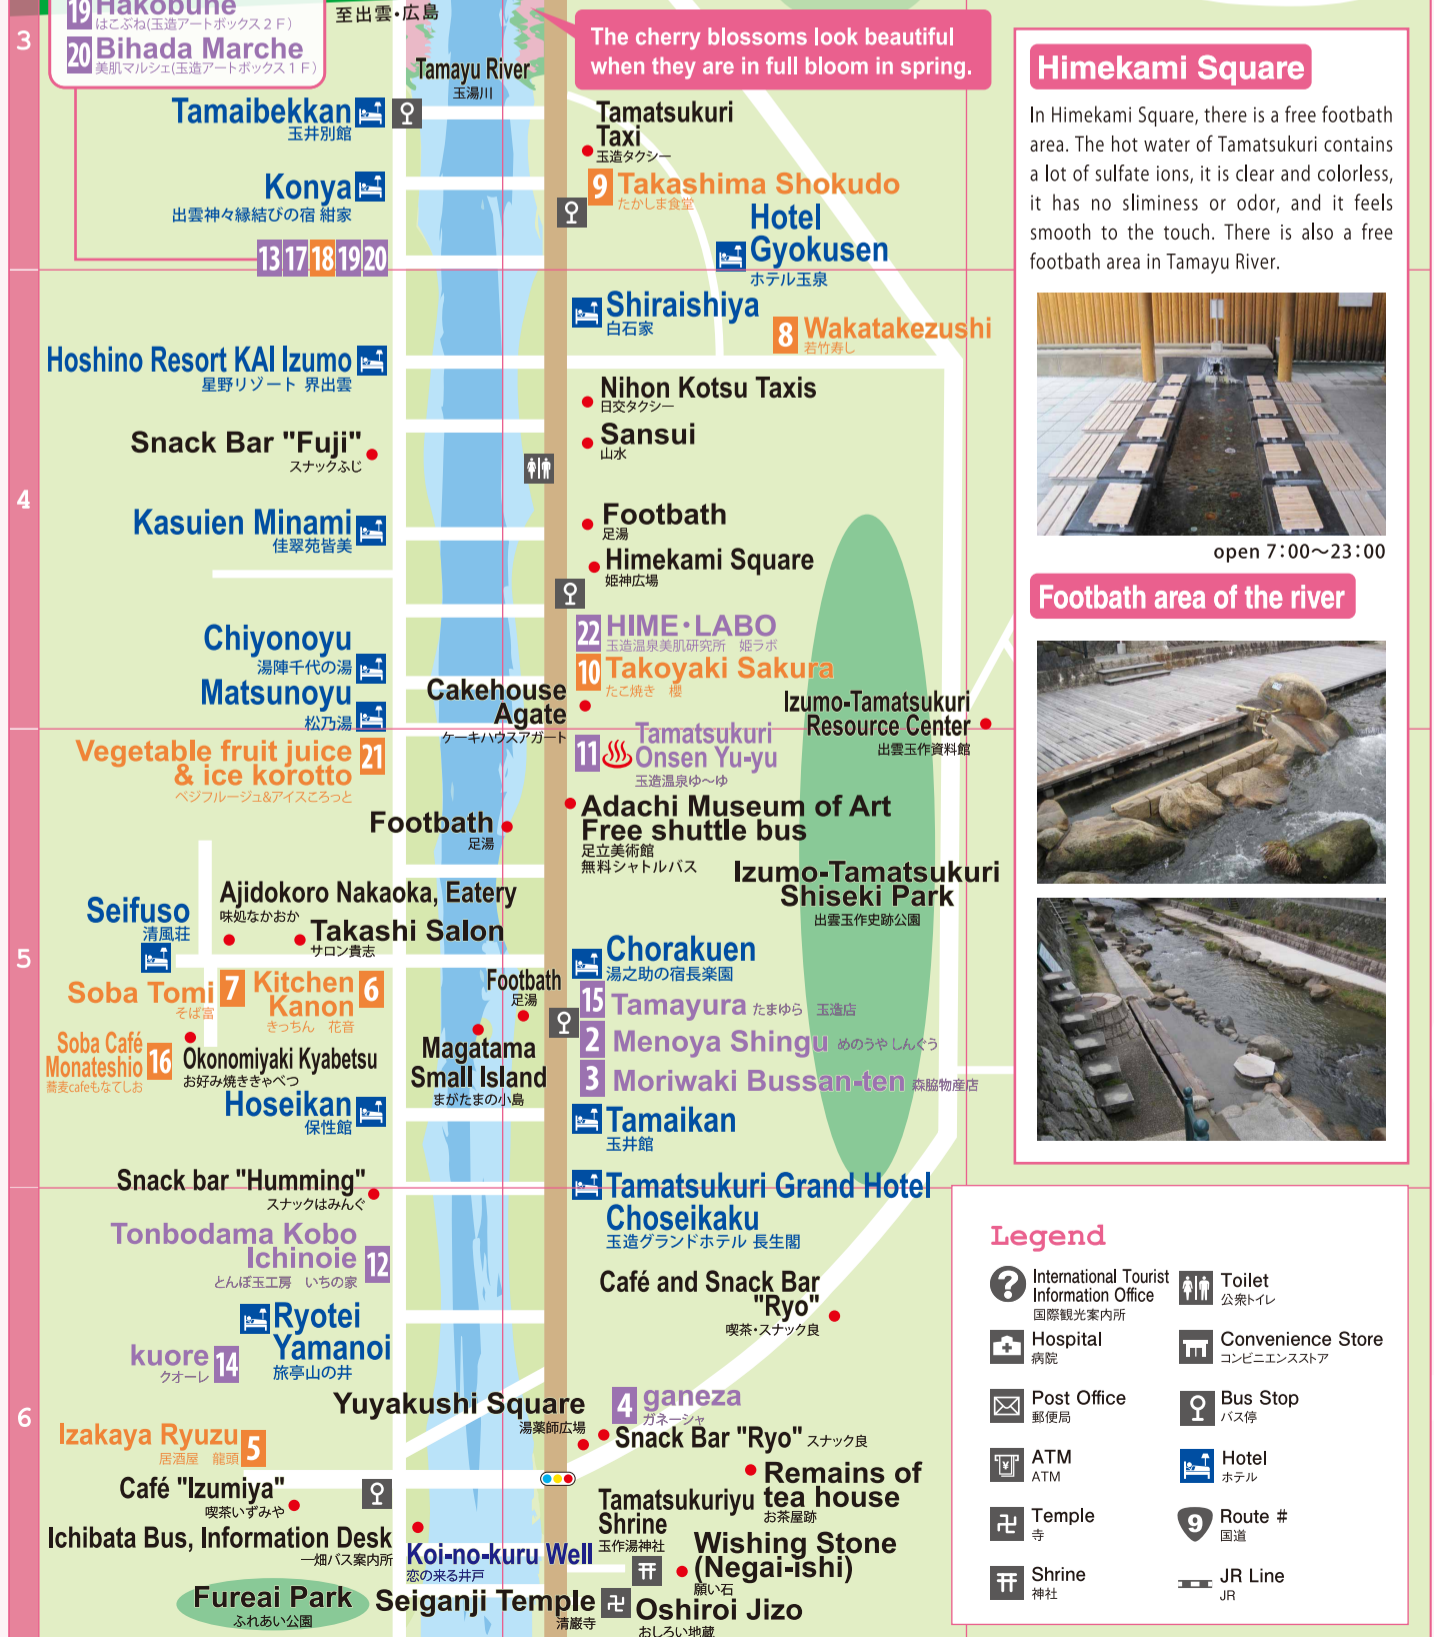 3
19 Hakobune
はこぶね(玉造アートボックス2F)
20 Bihada Marche
美肌マルシェ(玉造アートボックス1F)
至出雲・広島
The cherry blossoms look beautiful
when they are in full bloom in spring.
Tamayu River
玉湯川
Tamaibekkan
玉井別館
Tamatsukuri
Taxi
玉造タクシー
Konya
出雲神々縁結びの宿 紺家
9 Takashima Shokudo
たかしま食堂
Hotel
Gyokusen
ホテル玉泉
13 17 18 19 20
Shiraishiya
白石家
8 Wakatakezushi
若竹寿し
Hoshino Resort KAI Izumo
星野リゾート 界出雲
Nihon Kotsu Taxis
日交タクシー
Snack Bar "Fuji"
スナックふじ
Sansui
山水
4
Kasuien Minami
佳翠苑皆美
Footbath
足湯
Himekami Square
姫神広場
22 HIME・LABO
玉造温泉美肌研究所 姫ラボ
Chiyonoyu
湯陣千代の湯
10 Takoyaki Sakura
たこ焼き 櫻
Matsunoyu
松乃湯
Cakehouse
Agate
ケーキハウスアガート
Izumo-Tamatsukuri
Resource Center
出雲玉作資料館
Vegetable fruit juice
& ice korotto
21
ベジフルージュ&アイスころっと
11 Tamatsukuri
Onsen Yu-yu
玉造温泉ゆ〜ゆ
Footbath
足湯
Adachi Museum of Art
Free shuttle bus
足立美術館
無料シャトルバス
Izumo-Tamatsukuri
Shiseki Park
出雲玉作史跡公園
Ajidokoro Nakaoka, Eatery
味処なかおか
Seifuso
清風荘
Takashi Salon
サロン貴志
5
Chorakuen
湯之助の宿長楽園
Soba Tomi 7
そば富
Kitchen
Kanon 6
きっちん 花音
Footbath
足湯
15 Tamayura たまゆら 玉造店
2 Menoya Shingu めのうや しんぐう
3 Moriwaki Bussan-ten 森脇物産店
Soba Café
Monateshio 16
蕎麦cafeもなてしお
Okonomiyaki Kyabetsu
お好み焼ききゃべつ
Magatama
Small Island
まがたまの小島
Hoseikan
保性館
Tamaikan
玉井館
Snack bar "Humming"
スナックはみんぐ
Tamatsukuri Grand Hotel
Choseikaku
玉造グランドホテル 長生閣
Tonbodama Kobo
Ichinoie 12
とんぼ玉工房 いちの家
Café and Snack Bar
"Ryo"
喫茶・スナック良
Ryotei
Yamanoi
旅亭山の井
kuore 14
クオーレ
6
Yuyakushi Square
湯薬師広場
4 ganeza
ガネーシャ
Snack Bar "Ryo" スナック良
Izakaya Ryuzu 5
居酒屋 龍頭
Café "Izumiya"
喫茶いずみや
Remains of
tea house
お茶屋跡
Tamatsukuriyu
Shrine
玉作湯神社
Ichibata Bus, Information Desk
一畑バス案内所
Koi-no-kuru Well
恋の来る井戸
Wishing Stone
(Negai-ishi)
願い石
Fureai Park
ふれあい公園
Seiganji Temple
清巌寺
Oshiroi Jizo
おしろい地蔵
Himekami Square
In Himekami Square, there is a free footbath
area. The hot water of Tamatsukuri contains
a lot of sulfate ions, it is clear and colorless,
it has no sliminess or odor, and it feels
smooth to the touch. There is also a free
footbath area in Tamayu River.
open 7:00〜23:00
Footbath area of the river
Legend
? International Tourist
Information Office
国際観光案内所
Toilet
公衆トイレ
Hospital
病院
Convenience Store
コンビニエンスストア
Post Office
郵便局
Bus Stop
バス停
ATM
ATM
Hotel
ホテル
Temple
寺
9 Route #
国道
Shrine
神社
JR Line
JR